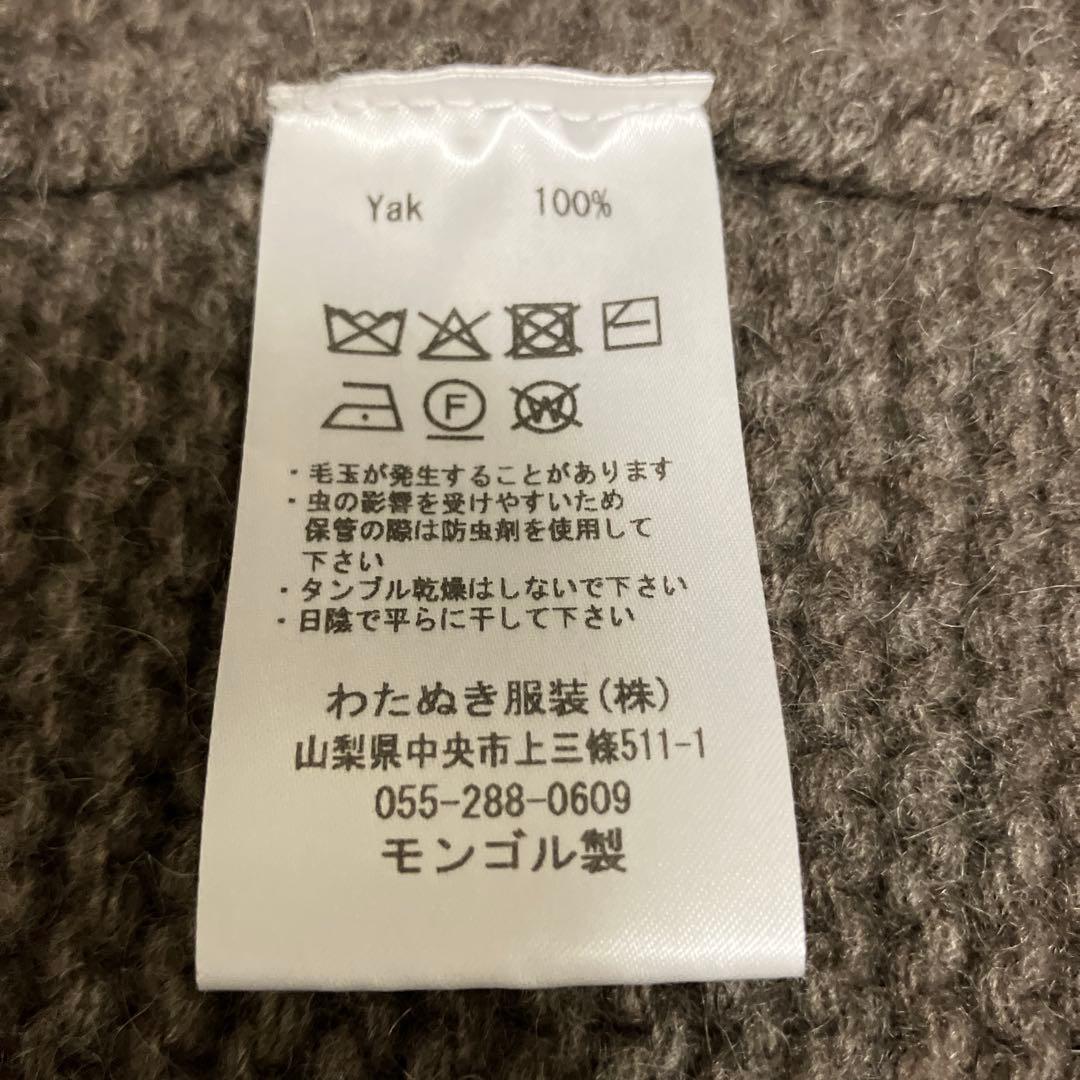 Yak 100%
F W
・毛玉が発生することがあります
・虫の影響を受けやすいため
保管の際は防虫剤を使用して
下さい
・タンブル乾燥はしないで下さい
・日陰で平らに干して下さい
わたぬき服装(株)
山梨県中央市上三條511-1
055-288-0609
モンゴル製